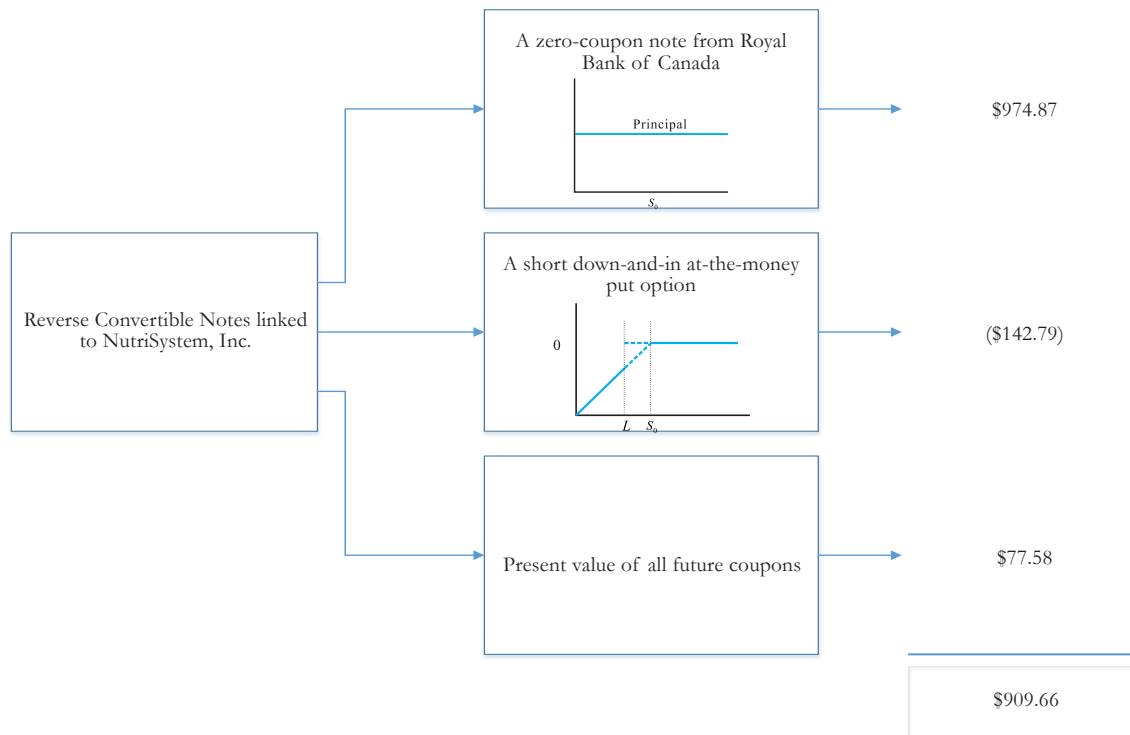 A zero-coupon note from Royal
Bank of Canada
Principal
S₀
$974.87
Reverse Convertible Notes linked
to NutriSystem, Inc.
A short down-and-in at-the-money
put option
0
L S₀
($142.79)
Present value of all future coupons
$77.58
$909.66